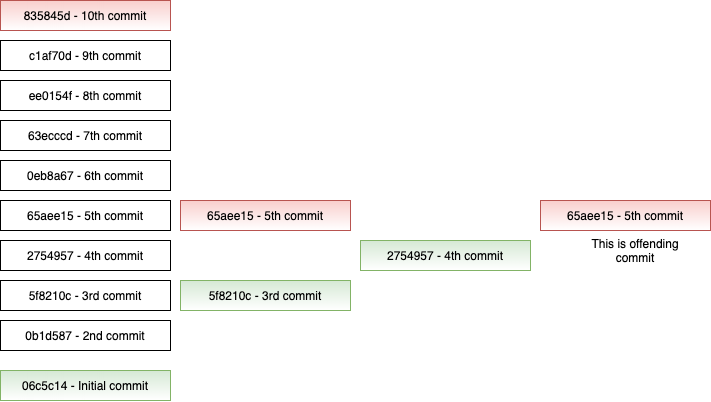 835845d - 10th commit
c1af70d - 9th commit
ee0154f - 8th commit
63ecccd - 7th commit
0eb8a67 - 6th commit
65aee15 - 5th commit
65aee15 - 5th commit
65aee15 - 5th commit
This is offending
commit
2754957 - 4th commit
2754957 - 4th commit
5f8210c - 3rd commit
5f8210c - 3rd commit
0b1d587 - 2nd commit
06c5c14 - Initial commit